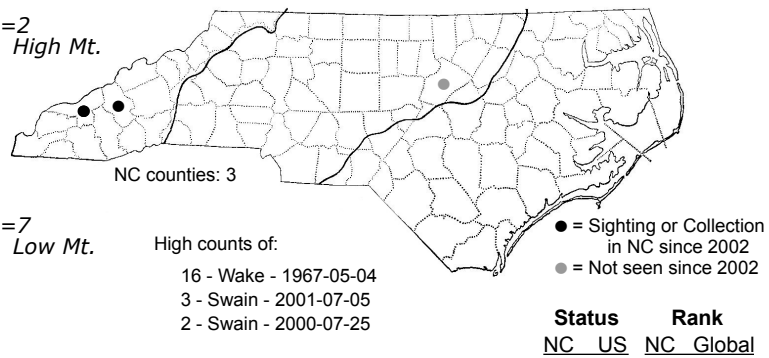 =2
High Mt.
NC counties: 3
=7
Low Mt.
High counts of:
16 - Wake - 1967-05-04
3 - Swain - 2001-07-05
2 - Swain - 2000-07-25
= Sighting or Collection
in NC since 2002
= Not seen since 2002
Status Rank
NC US NC Global